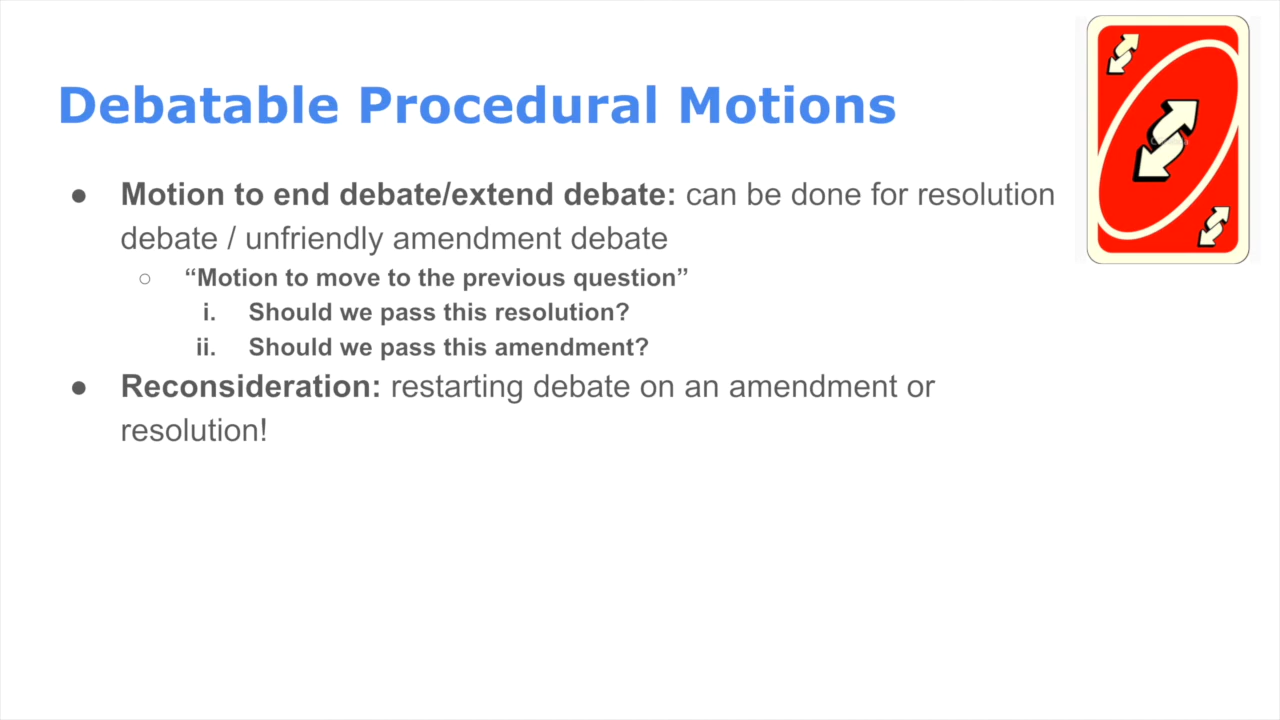 Debatable Procedural Motions
● Motion to end debate/extend debate: can be done for resolution
debate / unfriendly amendment debate
○ “Motion to move to the previous question”
i. Should we pass this resolution?
ii. Should we pass this amendment?
● Reconsideration: restarting debate on an amendment or
resolution!